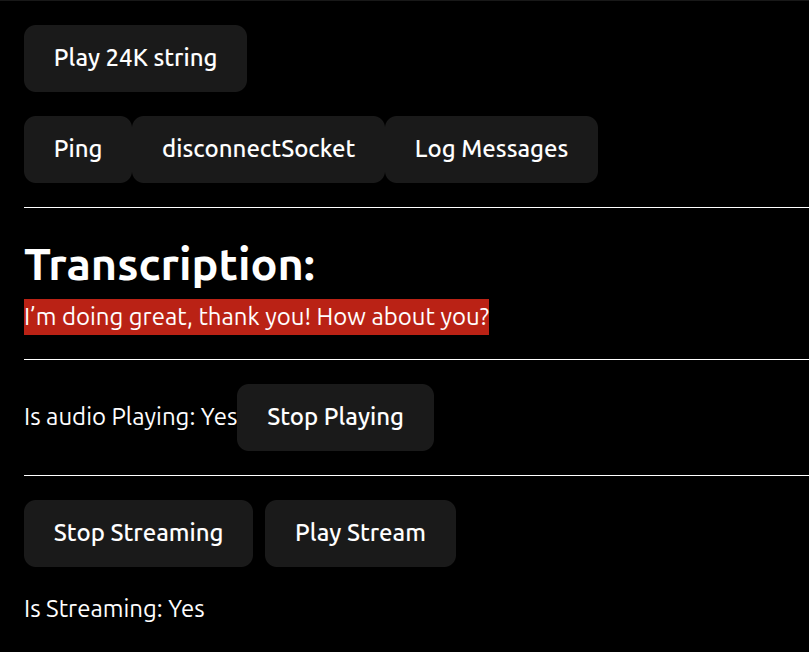 Play 24K string
Ping disconnectSocket Log Messages
Transcription:
I’m doing great, thank you! How about you?
Is audio Playing: Yes Stop Playing
Stop Streaming Play Stream
Is Streaming: Yes